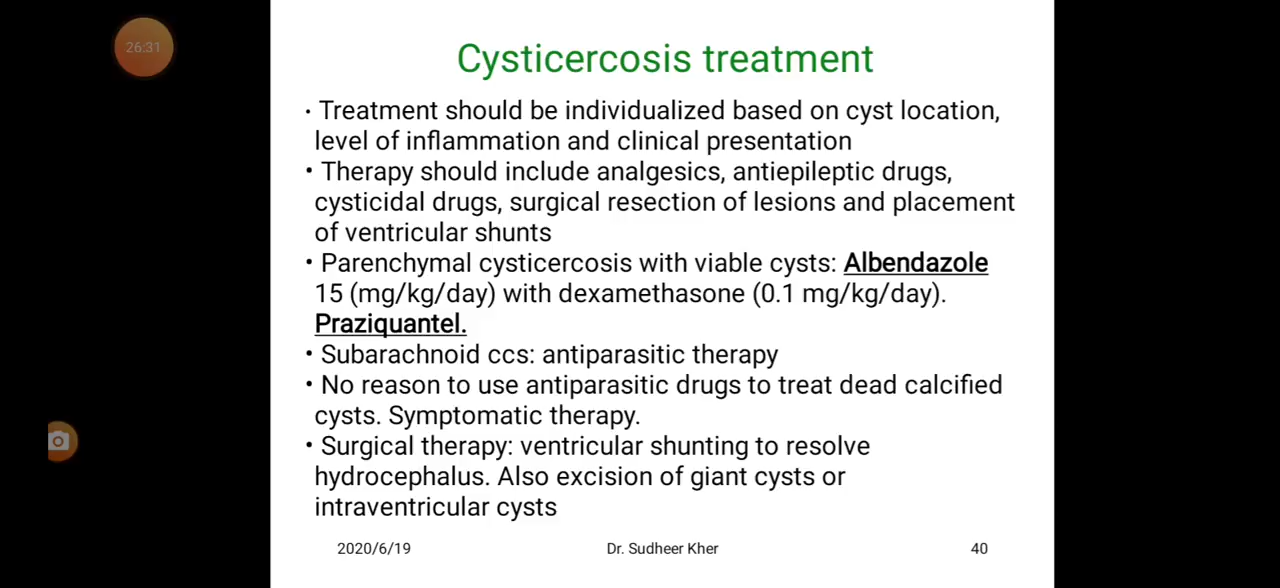 26:31
Cysticercosis treatment
• Treatment should be individualized based on cyst location,
level of inflammation and clinical presentation
• Therapy should include analgesics, antiepileptic drugs,
cysticidal drugs, surgical resection of lesions and placement
of ventricular shunts
• Parenchymal cysticercosis with viable cysts: Albendazole
15 (mg/kg/day) with dexamethasone (0.1 mg/kg/day).
Praziquantel.
• Subarachnoid ccs: antiparasitic therapy
• No reason to use antiparasitic drugs to treat dead calcified
cysts. Symptomatic therapy.
• Surgical therapy: ventricular shunting to resolve
hydrocephalus. Also excision of giant cysts or
intraventricular cysts
2020/6/19 Dr. Sudheer Kher 40